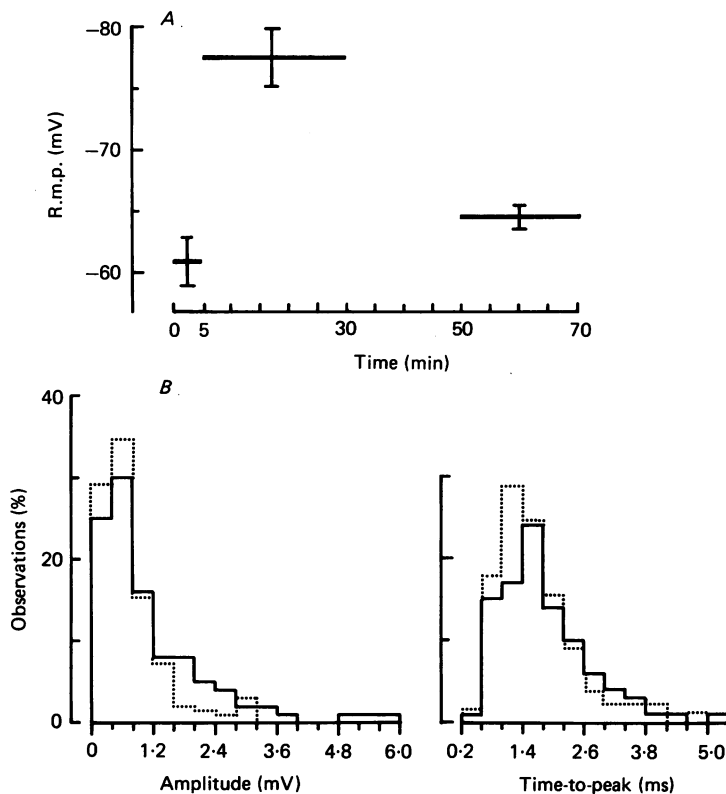 A
−80
−70
−60
R.m.p. (mV)
0 5 30 50 70
Time (min)
B
40
20
0
Observations (%)
0 1·2 2·4 3·6 4·8 6·0
Amplitude (mV)
0·2 1·4 2·6 3·8 5·0
Time-to-peak (ms)